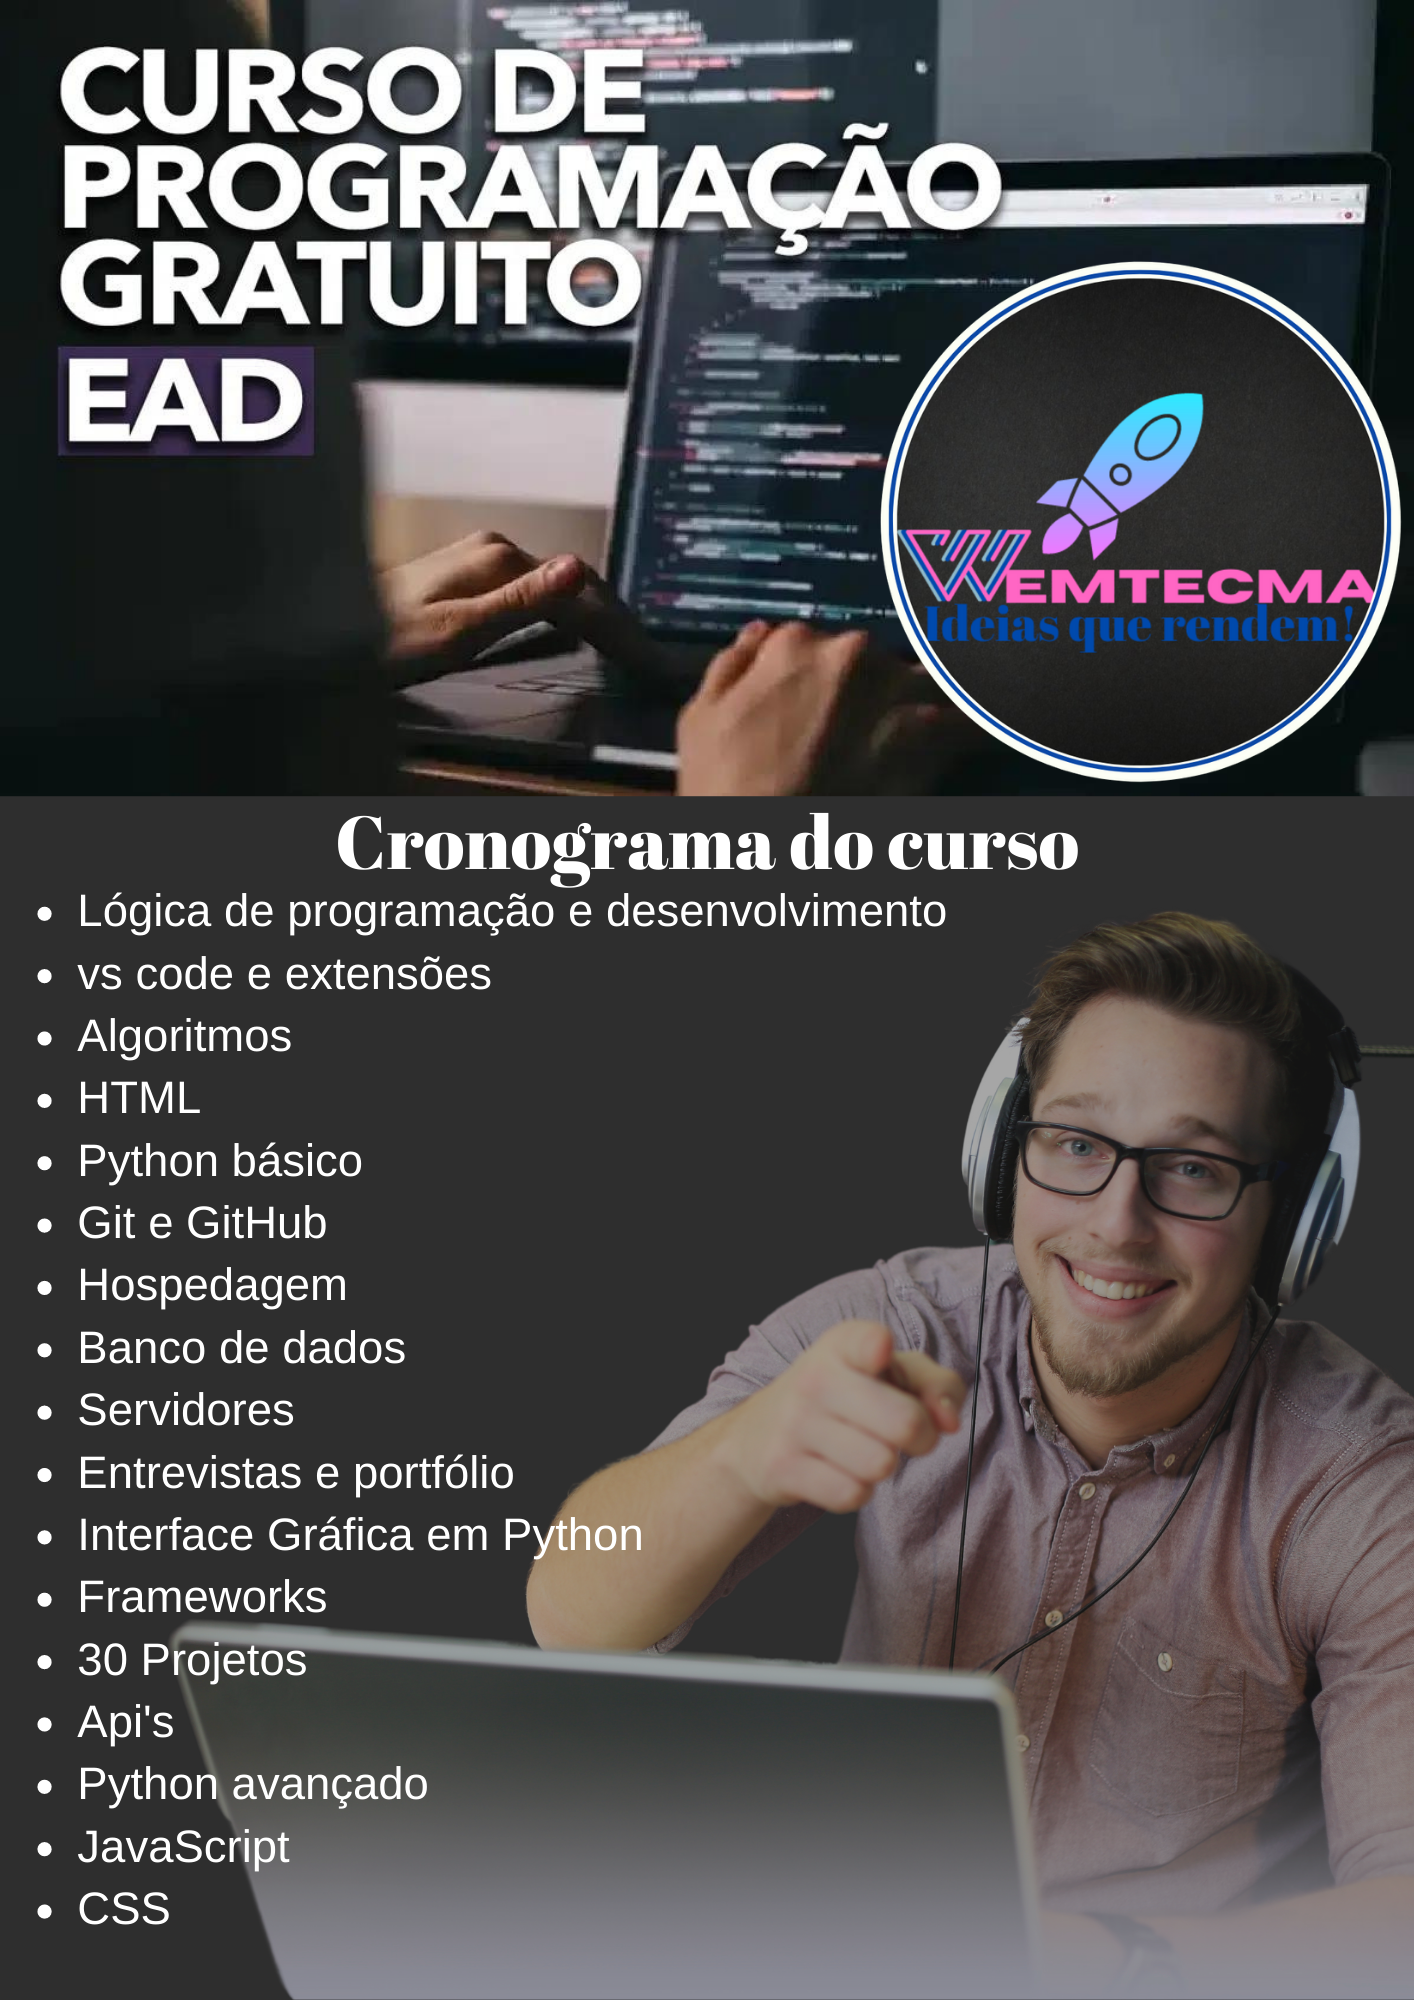 CURSO DE
PROGRAMAÇÃO
GRATUITO
EAD
WEMTECMA
Ideias que rendem!
Cronograma do curso
• Lógica de programação e desenvolvimento
• vs code e extensões
• Algoritmos
• HTML
• Python básico
• Git e GitHub
• Hospedagem
• Banco de dados
• Servidores
• Entrevistas e portfólio
• Interface Gráfica em Python
• Frameworks
• 30 Projetos
• Api's
• Python avançado
• JavaScript
• CSS